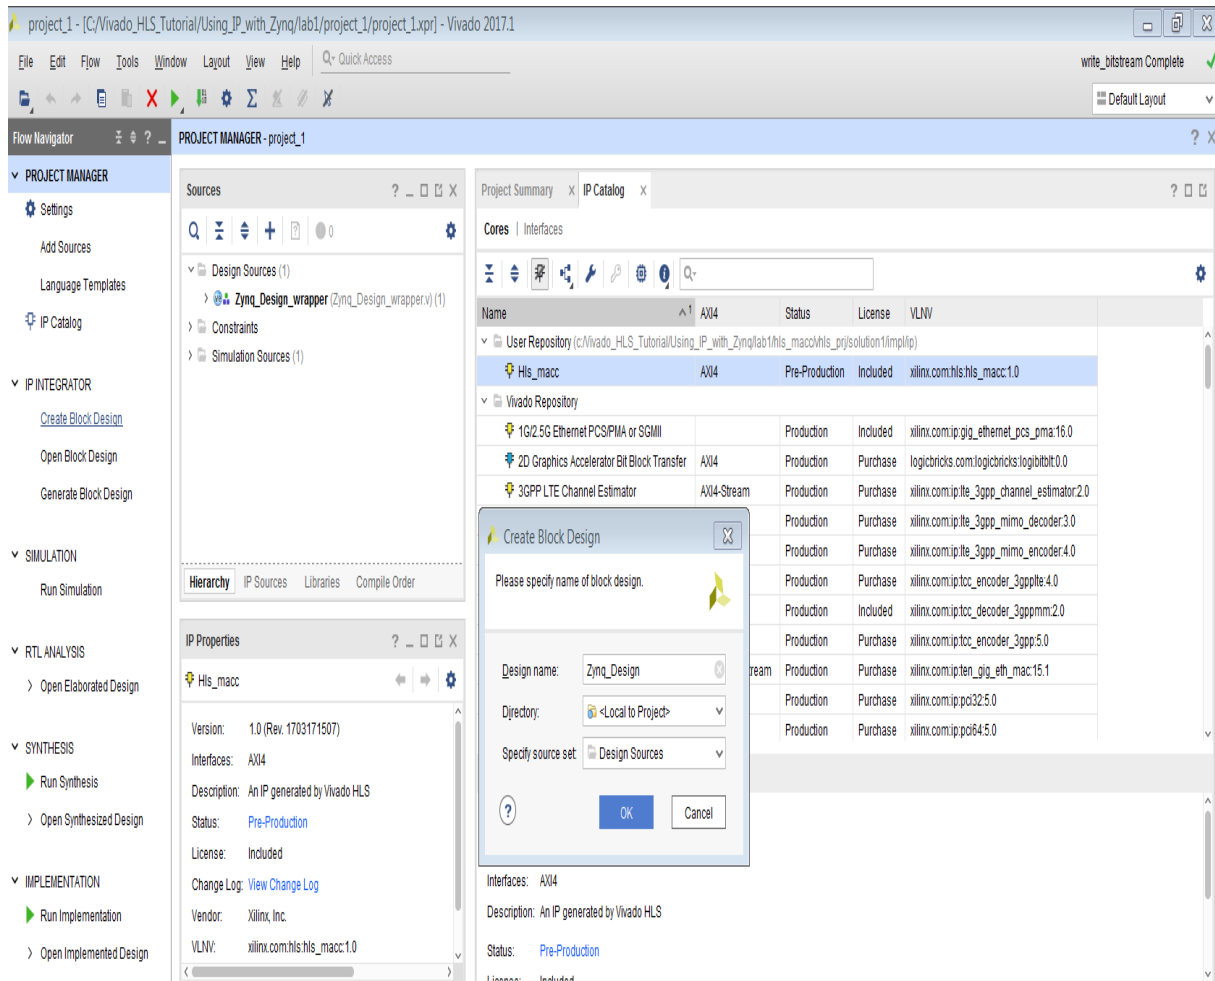 project_1 - [C:/Vivado_HLS_Tutorial/Using_IP_with_Zynq/lab1/project_1/project_1.xpr] - Vivado 2017.1
File Edit Flow Tools Window Layout View Help Quick Access
write_bitstream Complete
Default Layout
Flow Navigator
PROJECT MANAGER - project_1
PROJECT MANAGER
Settings
Add Sources
Language Templates
IP Catalog
IP INTEGRATOR
Create Block Design
Open Block Design
Generate Block Design
SIMULATION
Run Simulation
RTL ANALYSIS
Open Elaborated Design
SYNTHESIS
Run Synthesis
Open Synthesized Design
IMPLEMENTATION
Run Implementation
Open Implemented Design
Sources
0
Design Sources (1)
Zynq_Design_wrapper (Zynq_Design_wrapper.v) (1)
Constraints
Simulation Sources (1)
Hierarchy IP Sources Libraries Compile Order
IP Properties
Hls_macc
Version: 1.0 (Rev. 1703171507)
Interfaces: AXI4
Description: An IP generated by Vivado HLS
Status: Pre-Production
License: Included
Change Log: View Change Log
Vendor: Xilinx, Inc.
VLNV: xilinx.com:hls:hls_macc:1.0
Project Summary IP Catalog
Cores | Interfaces
Name 1 AXI4 Status License VLNV
User Repository (c:/Vivado_HLS_Tutorial/Using_IP_with_Zynq/lab1/hls_macc/vhls_prj/solution1/impl/ip)
Hls_macc AXI4 Pre-Production Included xilinx.com:hls:hls_macc:1.0
Vivado Repository
1G/2.5G Ethernet PCS/PMA or SGMII Production Included xilinx.com:ip:gig_ethernet_pcs_pma:16.0
2D Graphics Accelerator Bit Block Transfer AXI4 Production Purchase logicbricks.com:logicbricks:logibitblt:0.0
3GPP LTE Channel Estimator AXI4-Stream Production Purchase xilinx.com:ip:lte_3gpp_channel_estimator:2.0
Production Purchase xilinx.com:ip:lte_3gpp_mimo_decoder:3.0
Production Purchase xilinx.com:ip:lte_3gpp_mimo_encoder:4.0
Production Purchase xilinx.com:ip:tcc_encoder_3gpplte:4.0
Production Included xilinx.com:ip:tcc_decoder_3gppmm:2.0
Production Purchase xilinx.com:ip:tcc_encoder_3gpp:5.0
ream Production Purchase xilinx.com:ip:ten_gig_eth_mac:15.1
Production Purchase xilinx.com:ip:pci32:5.0
Production Purchase xilinx.com:ip:pci64:5.0
Create Block Design
Please specify name of block design.
Design name: Zynq_Design
Directory: <Local to Project>
Specify source set: Design Sources
OK Cancel
Interfaces: AXI4
Description: An IP generated by Vivado HLS
Status: Pre-Production
License: Included